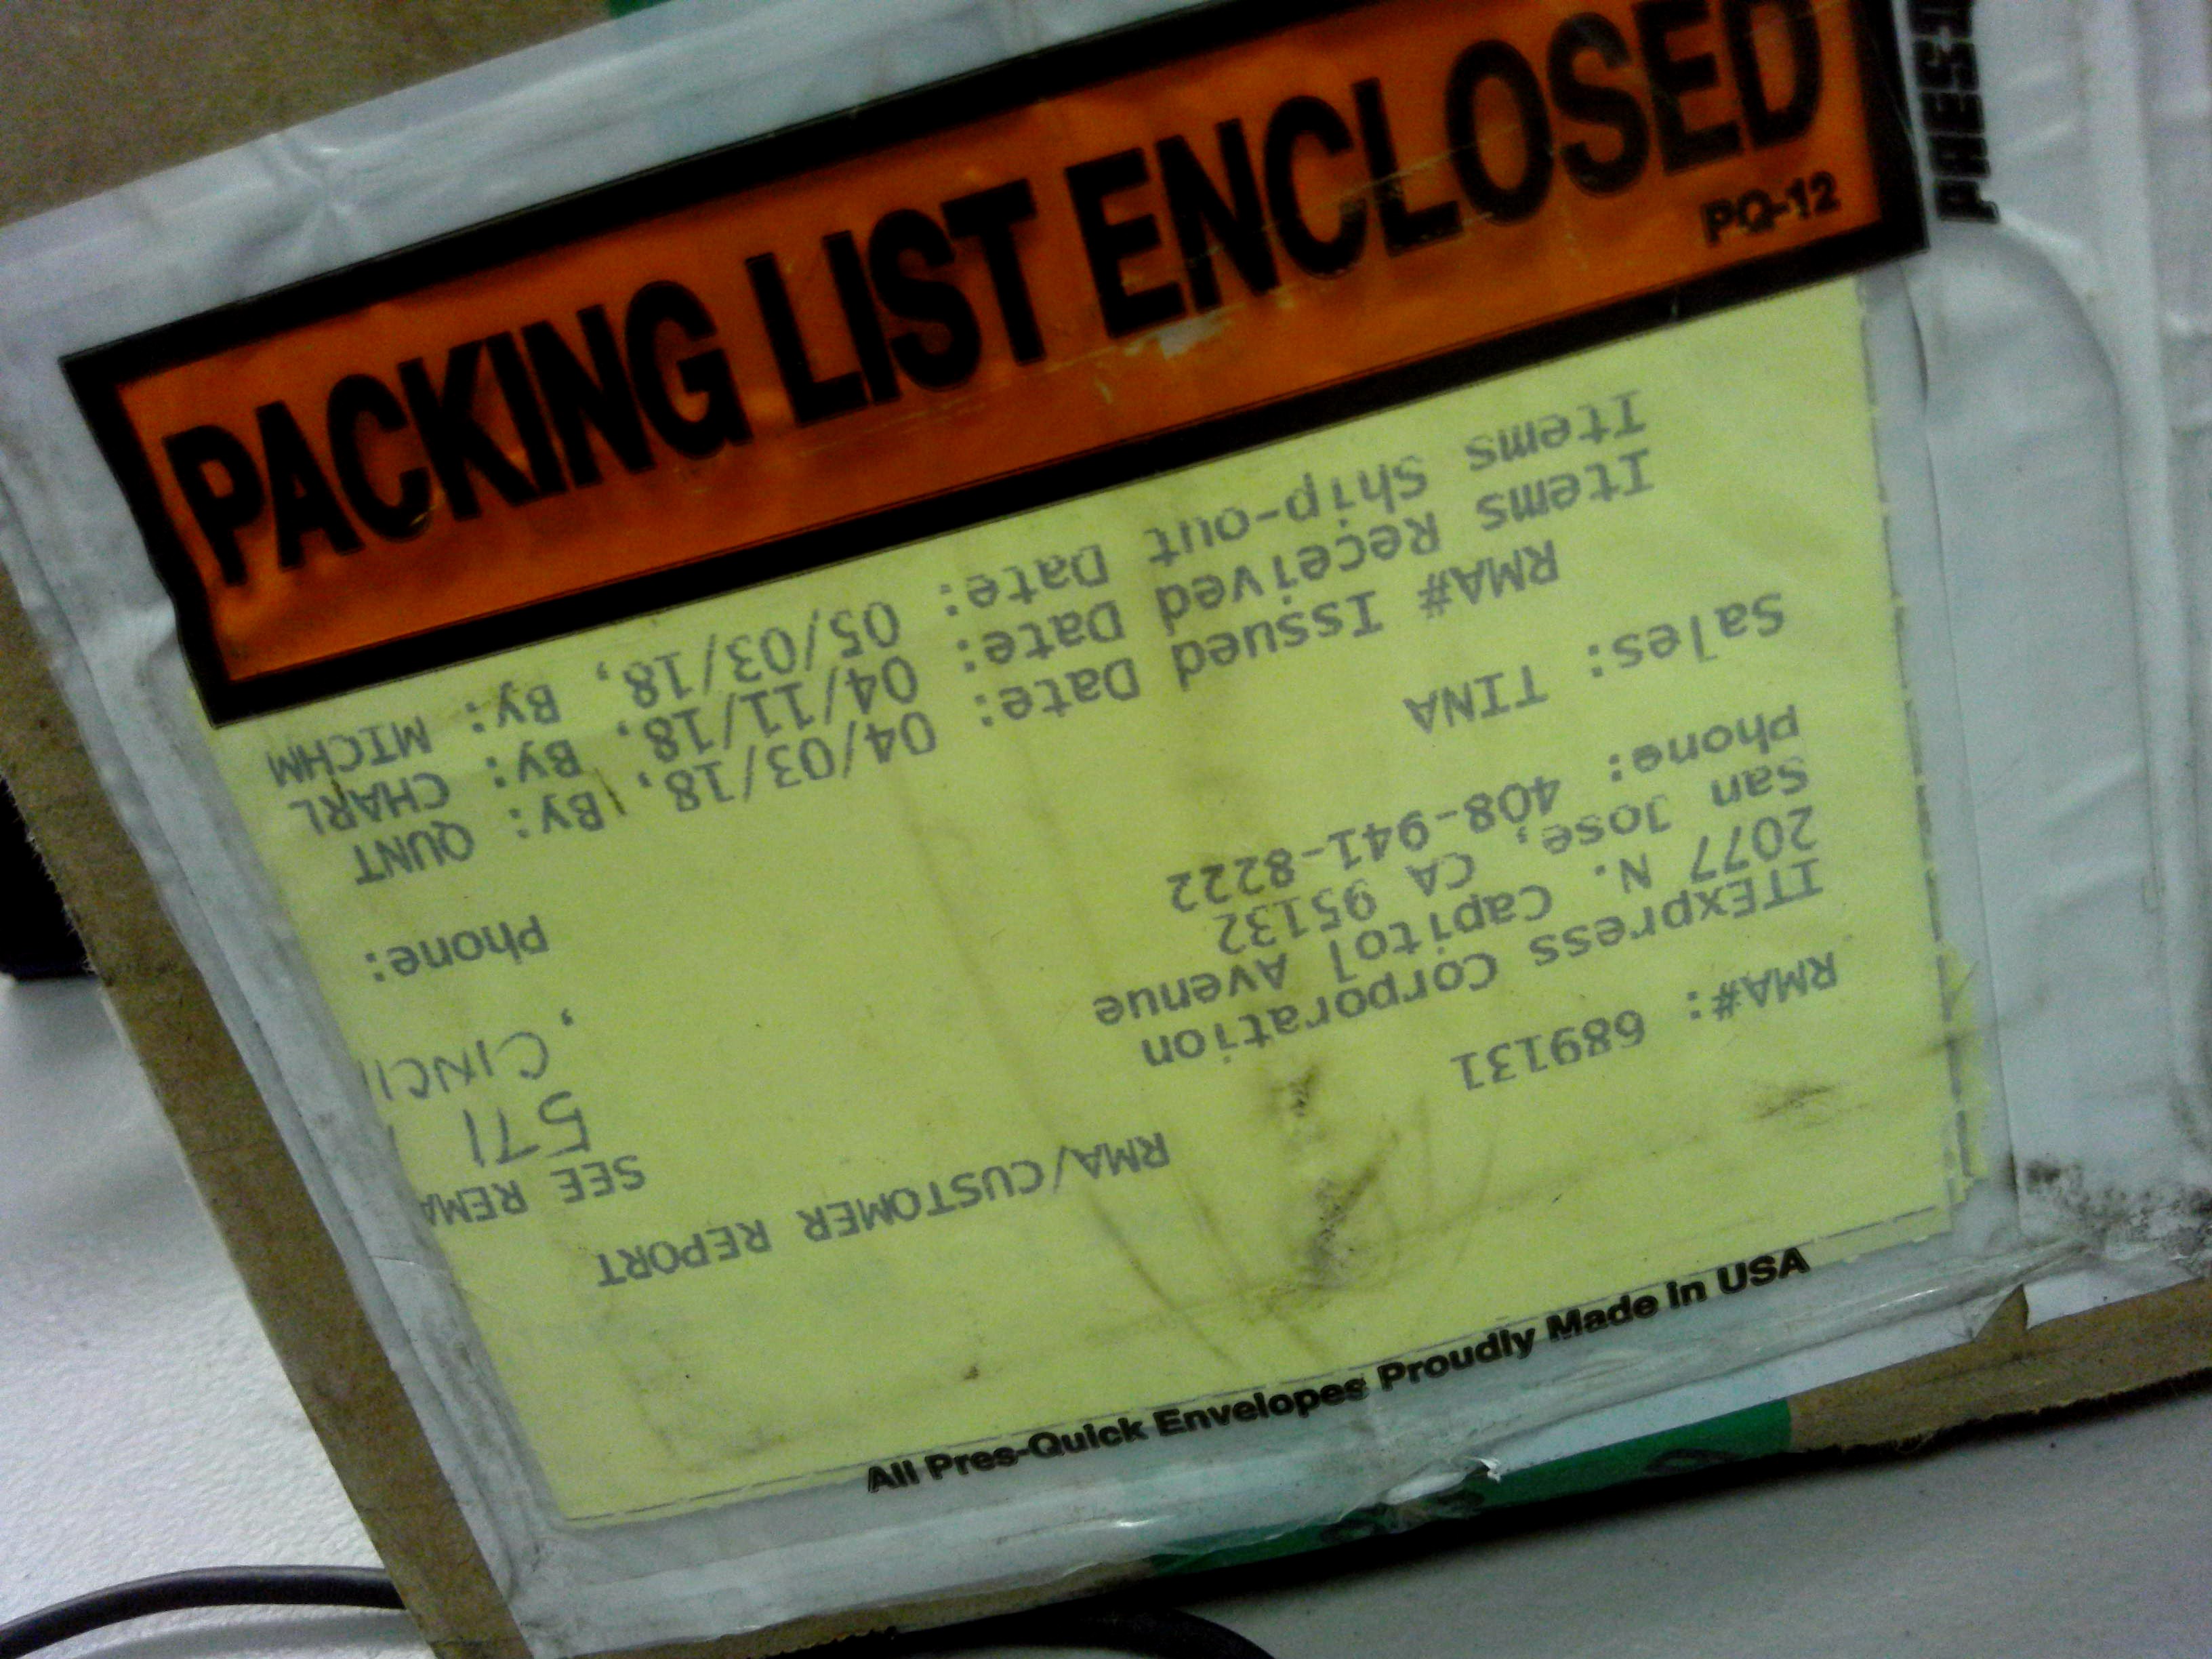 PACKING LIST ENCLOSED
PQ-12
RMA/CUSTOMER REPORT
RMA#: 689131
ITExpress Corporation
2077 N. Capitol Avenue
San Jose, CA 95132
Phone: 408-941-8222
Sales: TINA
SEE REMA
571
, CINCI
Phone:
RMA# Issued Date: 04/03/18, By: QUNT
Items Received Date: 04/11/18, By: CHARL
Items Ship-out Date: 05/03/18, By: MICHM
All Pres-Quick Envelopes Proudly Made in USA